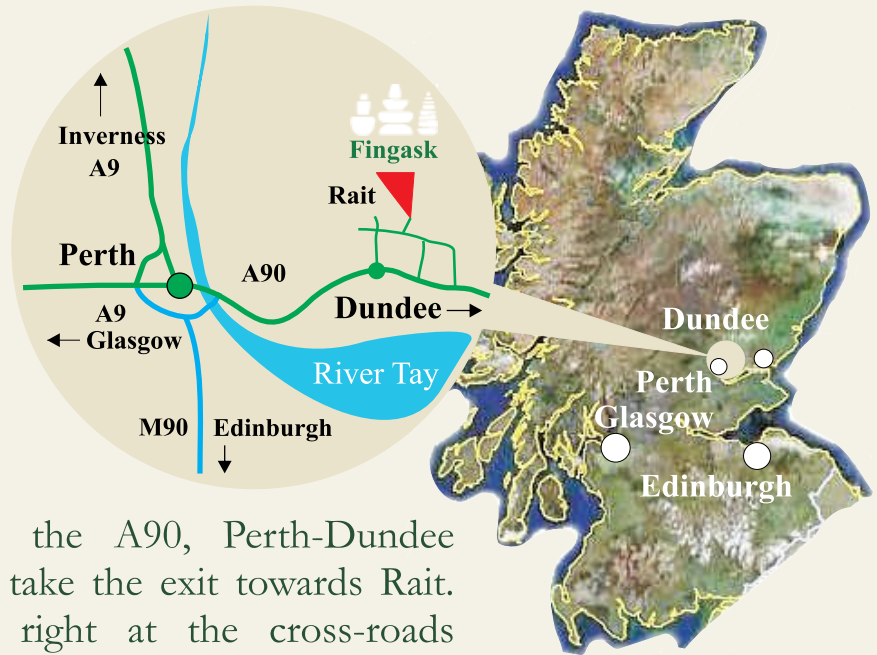 Inverness
A9
Fingask
Rait
Perth
A90
Dundee
A9
Glasgow
River Tay
M90
Edinburgh
Dundee
Perth
Glasgow
Edinburgh
the A90, Perth-Dundee
take the exit towards Rait.
right at the cross-roads